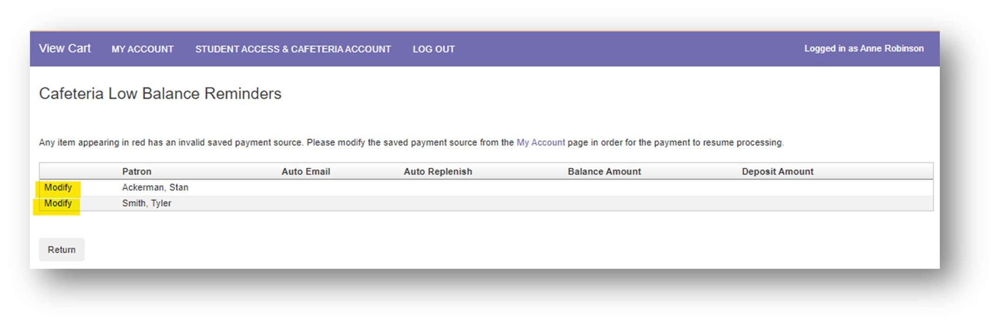 View Cart MY ACCOUNT STUDENT ACCESS & CAFETERIA ACCOUNT LOG OUT Logged in as Anne Robinson
Cafeteria Low Balance Reminders
Any item appearing in red has an invalid saved payment source. Please modify the saved payment source from the My Account page in order for the payment to resume processing.
Patron Auto Email Auto Replenish Balance Amount Deposit Amount
Modify Ackerman, Stan
Modify Smith, Tyler
Return